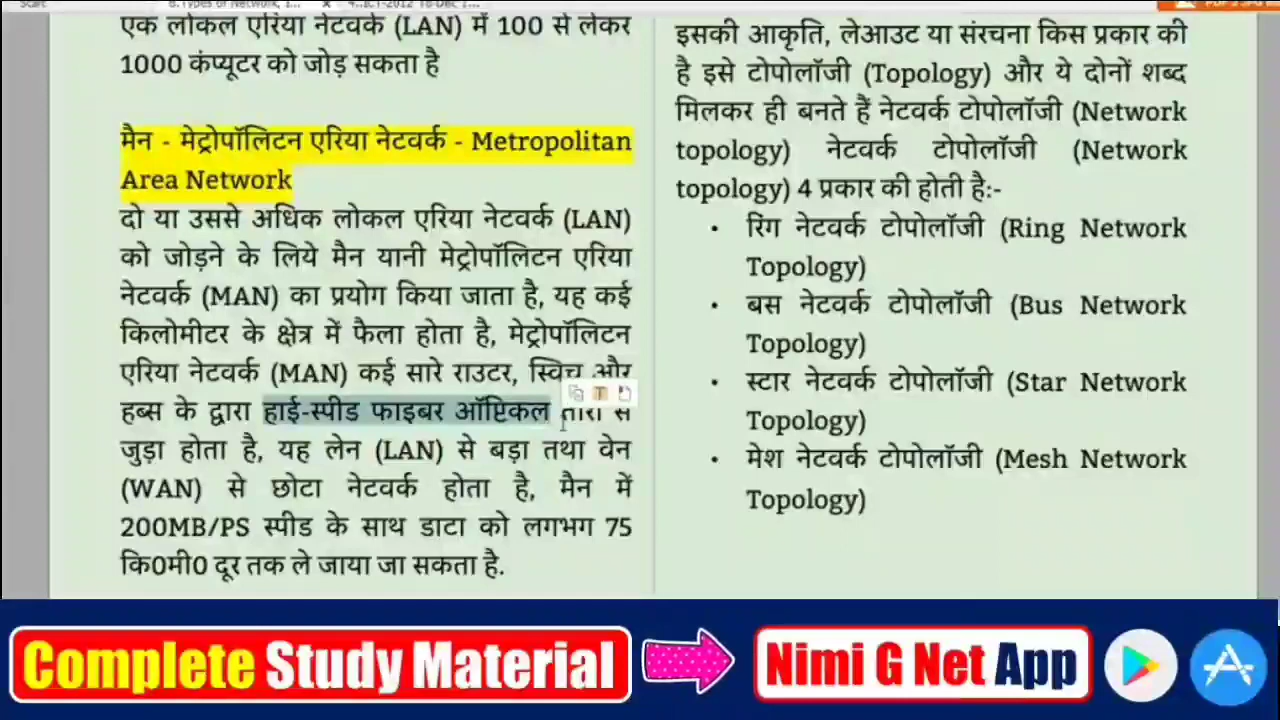 एक लोकल एरिया नेटवर्क (LAN) में 100 से लेकर
1000 कंप्यूटर को जोड़ सकता है
मैन - मेट्रोपॉलिटन एरिया नेटवर्क - Metropolitan
Area Network
दो या उससे अधिक लोकल एरिया नेटवर्क (LAN)
को जोड़ने के लिये मैन यानी मेट्रोपॉलिटन एरिया
नेटवर्क (MAN) का प्रयोग किया जाता है, यह कई
किलोमीटर के क्षेत्र में फैला होता है, मेट्रोपॉलिटन
एरिया नेटवर्क (MAN) कई सारे राउटर, स्विच और
हब्स के द्वारा हाई-स्पीड फाइबर ऑप्टिकल तारों से
जुड़ा होता है, यह लेन (LAN) से बड़ा तथा वेन
(WAN) से छोटा नेटवर्क होता है, मैन में
200MB/PS स्पीड के साथ डाटा को लगभग 75
कि0मी0 दूर तक ले जाया जा सकता है.
इसकी आकृति, लेआउट या संरचना किस प्रकार की
है इसे टोपोलॉजी (Topology) और ये दोनों शब्द
मिलकर ही बनते हैं नेटवर्क टोपोलॉजी (Network
topology) नेटवर्क टोपोलॉजी (Network
topology) 4 प्रकार की होती है:-
• रिंग नेटवर्क टोपोलॉजी (Ring Network
Topology)
• बस नेटवर्क टोपोलॉजी (Bus Network
Topology)
• स्टार नेटवर्क टोपोलॉजी (Star Network
Topology)
• मेश नेटवर्क टोपोलॉजी (Mesh Network
Topology)
Complete Study Material
Nimi G Net App